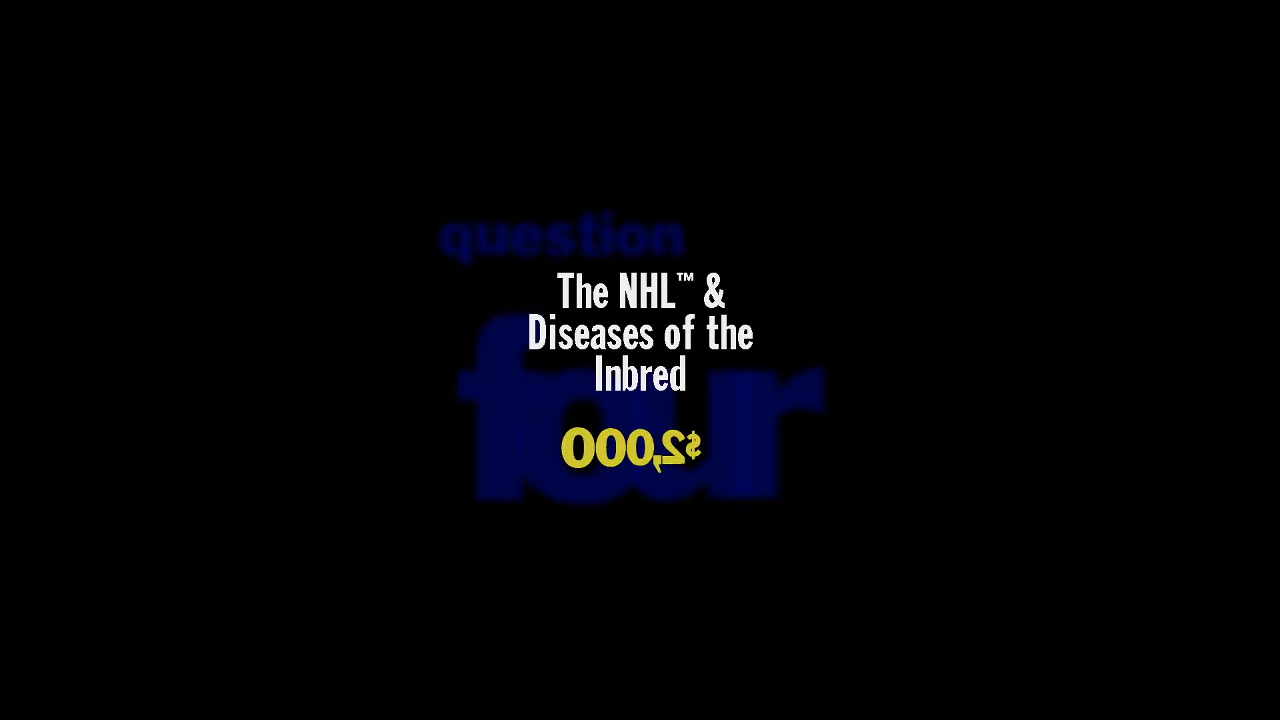 question
four
The NHL™ &
Diseases of the
Inbred
$2,000